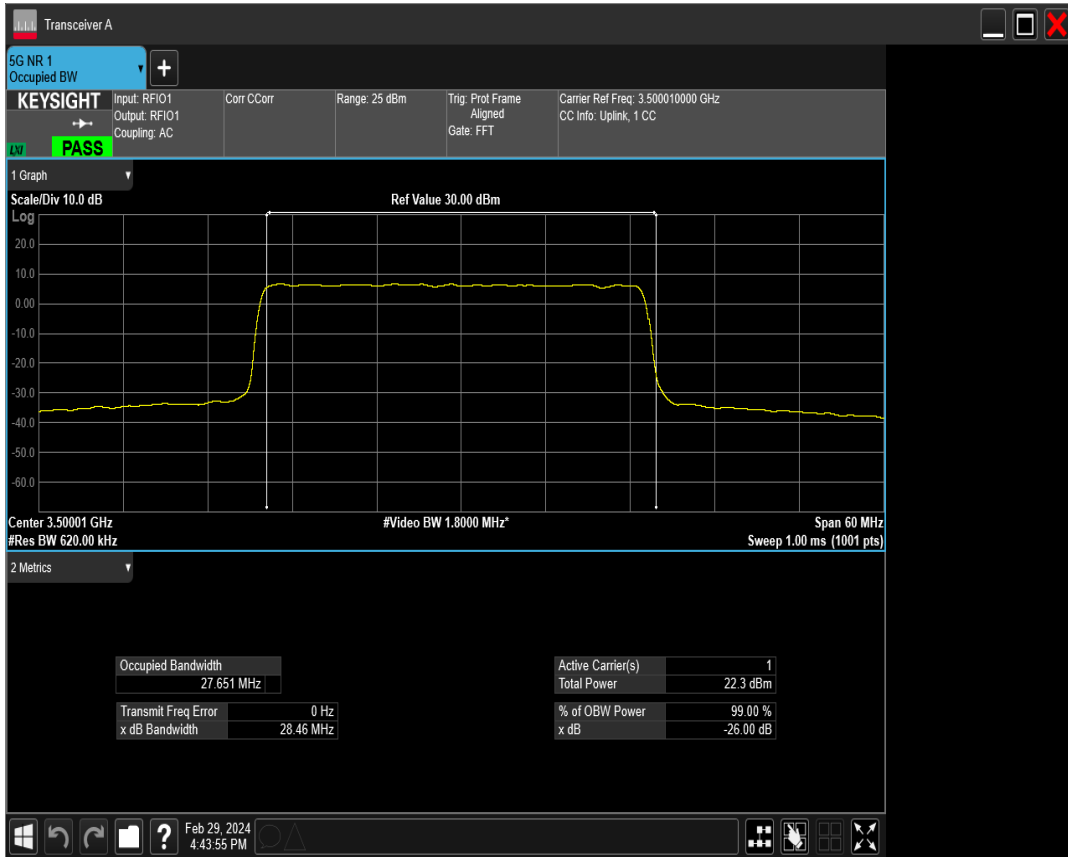 Transceiver A
5G NR 1
Occupied BW
+
KEYSIGHT
Input: RFIO1
Output: RFIO1
Coupling: AC
Corr CCorr
Range: 25 dBm
Trig: Prot Frame
Aligned
Gate: FFT
Carrier Ref Freq: 3.500010000 GHz
CC Info: Uplink, 1 CC
LXI
PASS
1 Graph
Scale/Div 10.0 dB
Ref Value 30.00 dBm
Log
20.0
10.0
0.00
-10.0
-20.0
-30.0
-40.0
-50.0
-60.0
Center 3.50001 GHz
#Video BW 1.8000 MHz*
Span 60 MHz
#Res BW 620.00 kHz
Sweep 1.00 ms (1001 pts)
2 Metrics
Occupied Bandwidth
27.651 MHz
Transmit Freq Error 0 Hz
x dB Bandwidth 28.46 MHz
Active Carrier(s) 1
Total Power 22.3 dBm
% of OBW Power 99.00 %
x dB -26.00 dB
?
Feb 29, 2024
4:43:55 PM